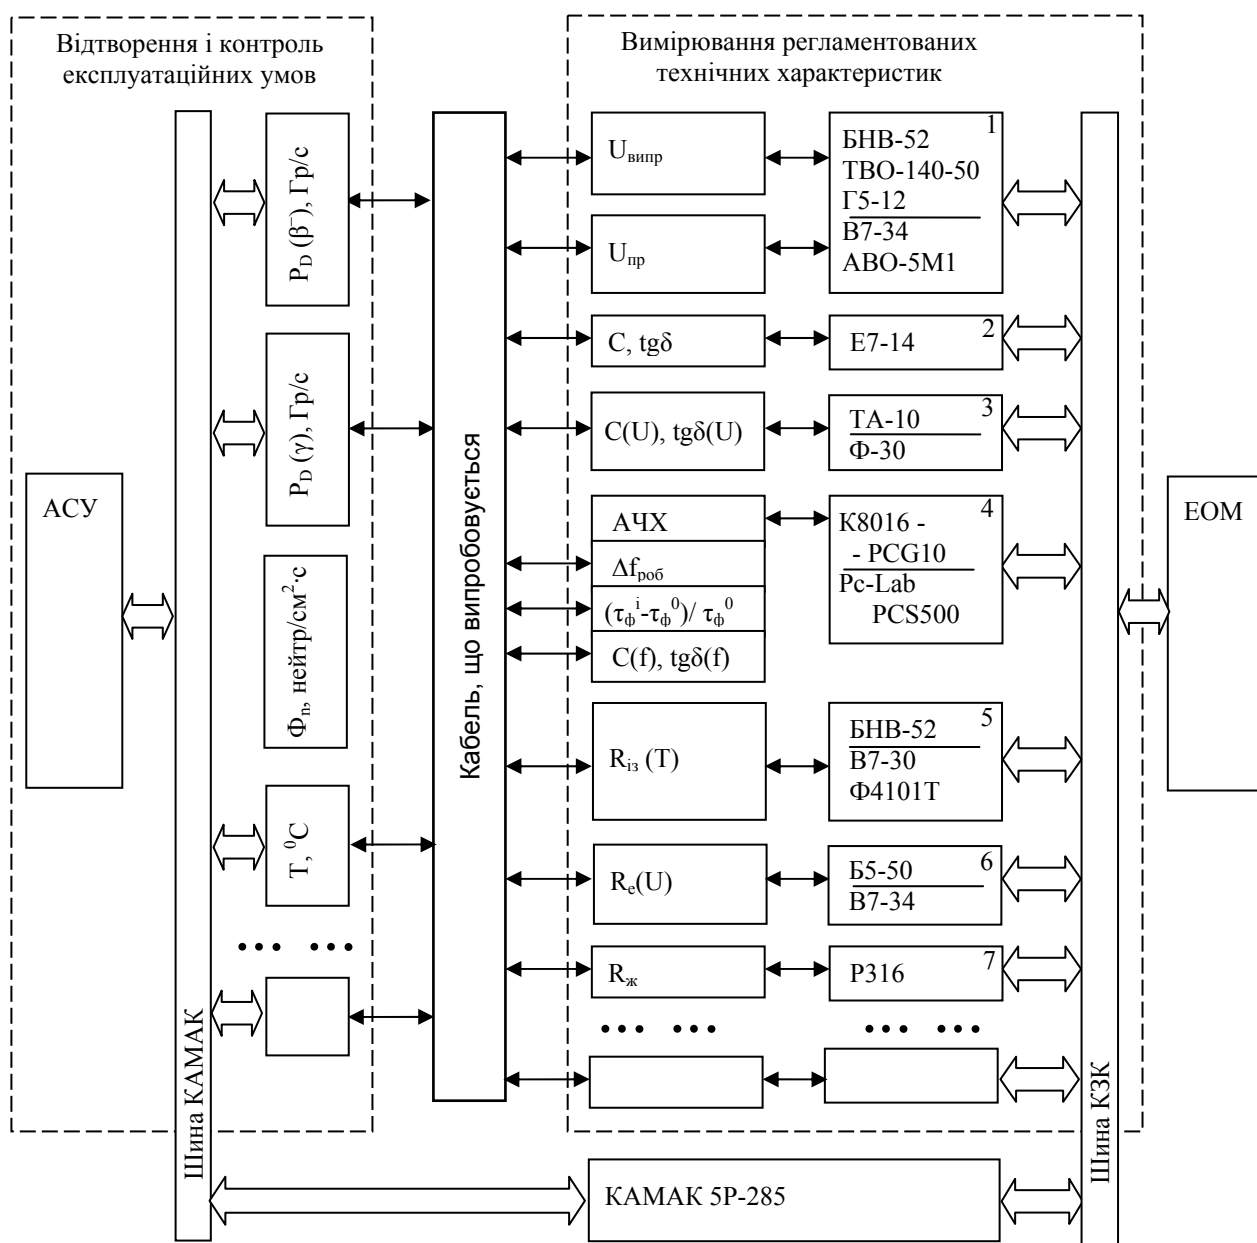 Відтворення і контроль
експлуатаційних умов
Вимірювання регламентованих
технічних характеристик
АСУ
Шина КАМАК
P_D (β⁻), Гр/с
P_D (γ), Гр/с
Φ_n, нейтр/см²·с
T, ⁰C
••• •••
Кабель, що випробовується
U_випр
U_пр
1
БНВ-52
ТВО-140-50
Г5-12
В7-34
АВО-5М1
C, tgδ
2
Е7-14
C(U), tgδ(U)
3
ТА-10
Ф-30
АЧХ
Δf_роб
(τ_ф^i-τ_ф^0)/ τ_ф^0
C(f), tgδ(f)
4
К8016 -
- PCG10
Pc-Lab
PCS500
R_із (T)
5
БНВ-52
В7-30
Ф4101Т
R_е(U)
6
Б5-50
В7-34
R_ж
7
Р316
••• •••
••• •••
КАМАК 5Р-285
Шина КЗК
ЕОМ